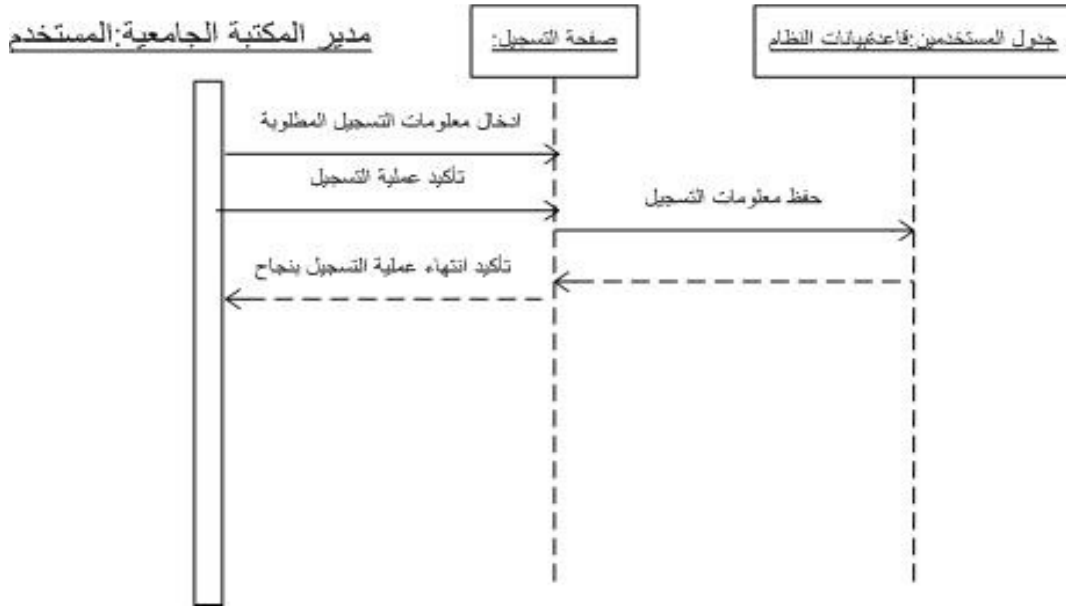 مدير المكتبة الجامعية:المستخدم
صفحة التسجيل:
جدول المستخدمين:قاعدةبيانات النظام
ادخال معلومات التسجيل المطلوبة
تأكيد عملية التسجيل
حفظ معلومات التسجيل
تأكيد انتهاء عملية التسجيل بنجاح